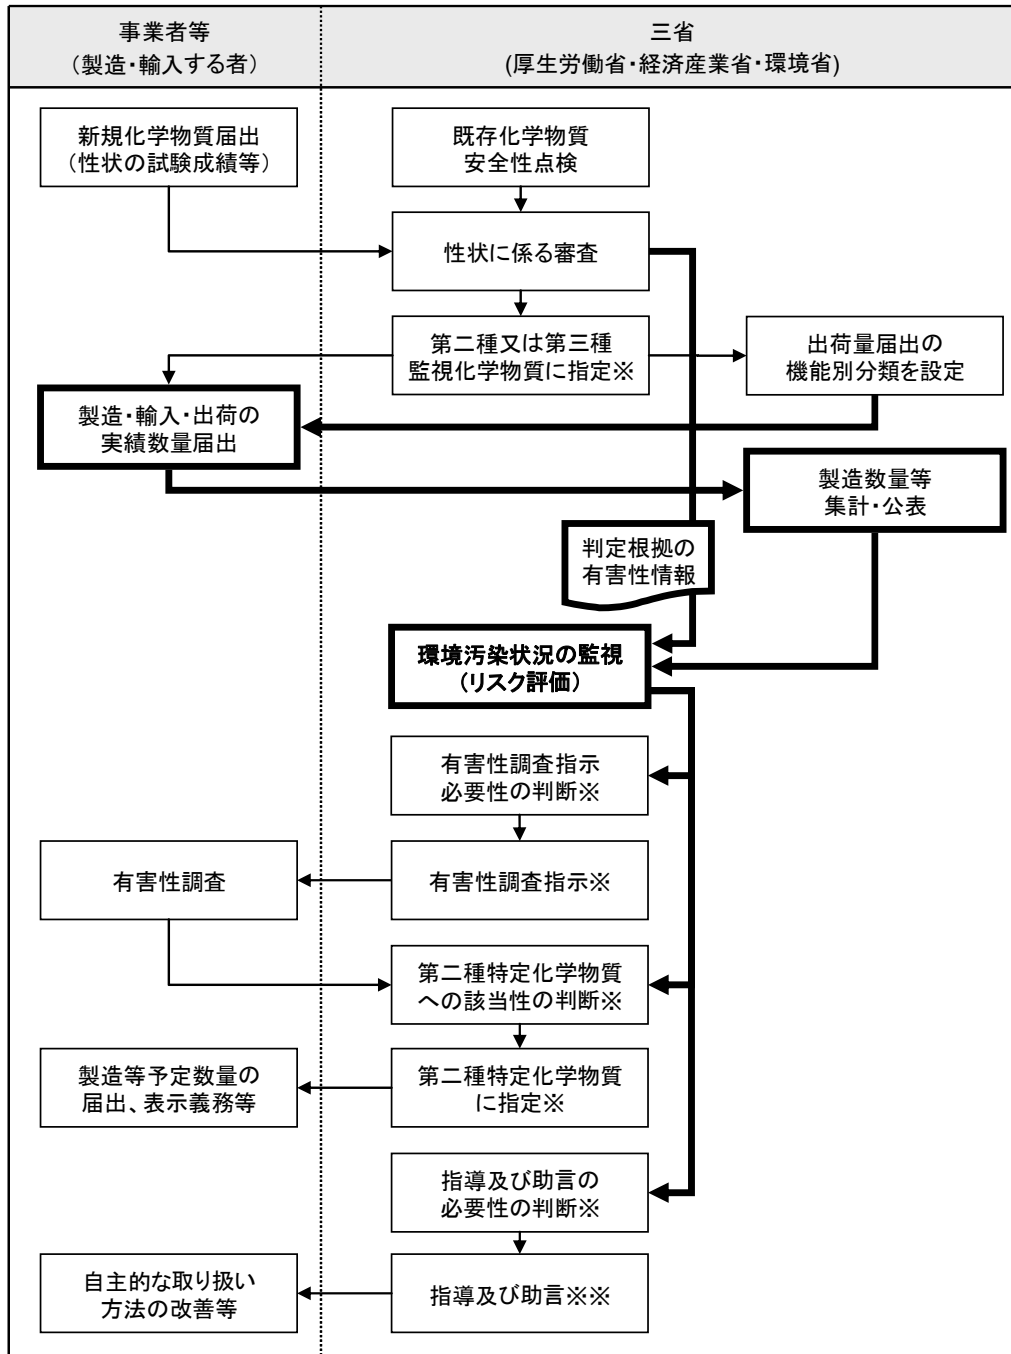 事業者等
（製造・輸入する者）
三省
(厚生労働省・経済産業省・環境省)
新規化学物質届出
（性状の試験成績等）
既存化学物質
安全性点検
性状に係る審査
第二種又は第三種
監視化学物質に指定※
出荷量届出の
機能別分類を設定
製造・輸入・出荷の
実績数量届出
製造数量等
集計・公表
判定根拠の
有害性情報
環境汚染状況の監視
（リスク評価）
有害性調査指示
必要性の判断※
有害性調査
有害性調査指示※
第二種特定化学物質
への該当性の判断※
製造等予定数量の
届出、表示義務等
第二種特定化学物質
に指定※
指導及び助言の
必要性の判断※
自主的な取り扱い
方法の改善等
指導及び助言※※